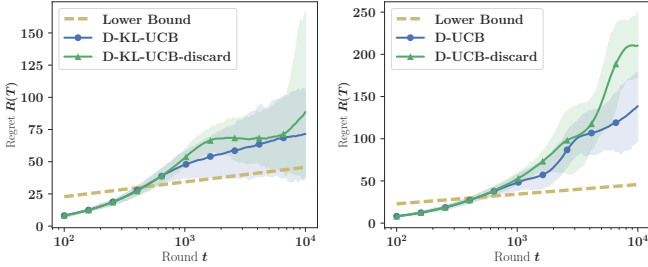 Lower Bound
D-KL-UCB
D-KL-UCB-discard
Regret R(T)
150
125
100
75
50
25
0
10^2
10^3
10^4
Round t
Lower Bound
D-UCB
D-UCB-discard
Regret R(T)
250
200
150
100
50
0
10^2
10^3
10^4
Round t